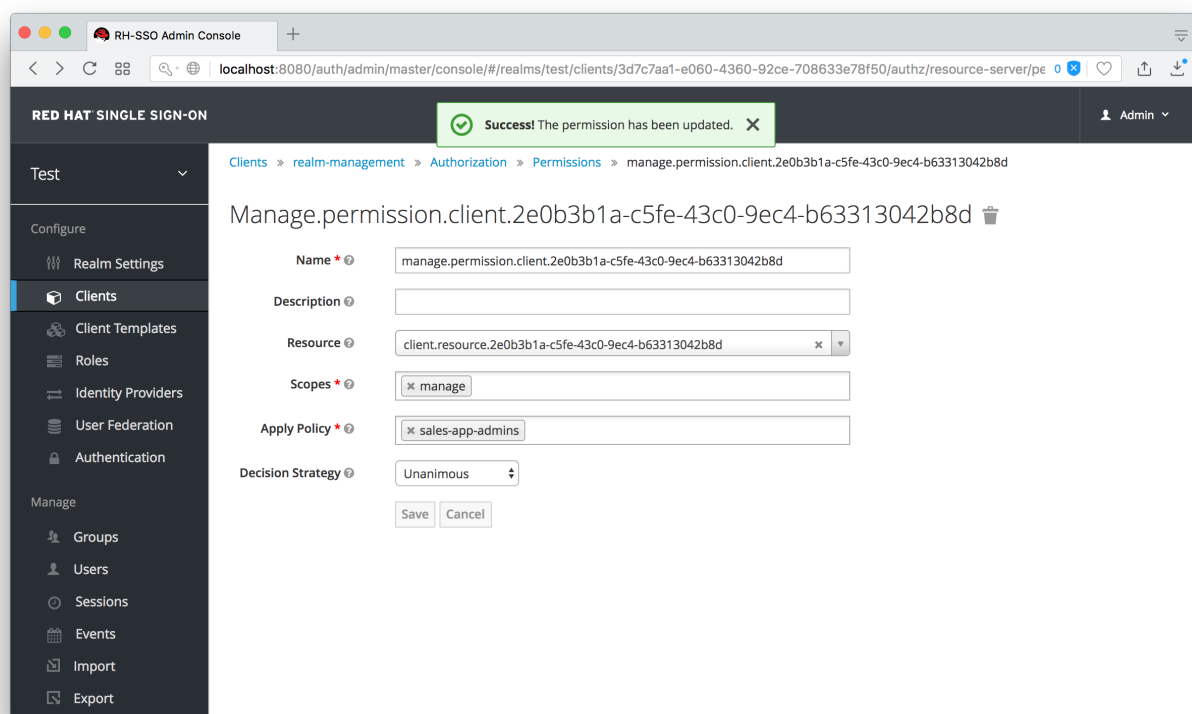 RH-SSO Admin Console
localhost:8080/auth/admin/master/console/#/realms/test/clients/3d7c7aa1-e060-4360-92ce-708633e78f50/authz/resource-server/pe 0
RED HAT SINGLE SIGN-ON
Success! The permission has been updated.
Admin
Test
Clients » realm-management » Authorization » Permissions » manage.permission.client.2e0b3b1a-c5fe-43c0-9ec4-b63313042b8d
Manage.permission.client.2e0b3b1a-c5fe-43c0-9ec4-b63313042b8d
Configure
Realm Settings
Clients
Client Templates
Roles
Identity Providers
User Federation
Authentication
Manage
Groups
Users
Sessions
Events
Import
Export
Name * manage.permission.client.2e0b3b1a-c5fe-43c0-9ec4-b63313042b8d
Description
Resource client.resource.2e0b3b1a-c5fe-43c0-9ec4-b63313042b8d
Scopes * manage
Apply Policy * sales-app-admins
Decision Strategy Unanimous
Save Cancel